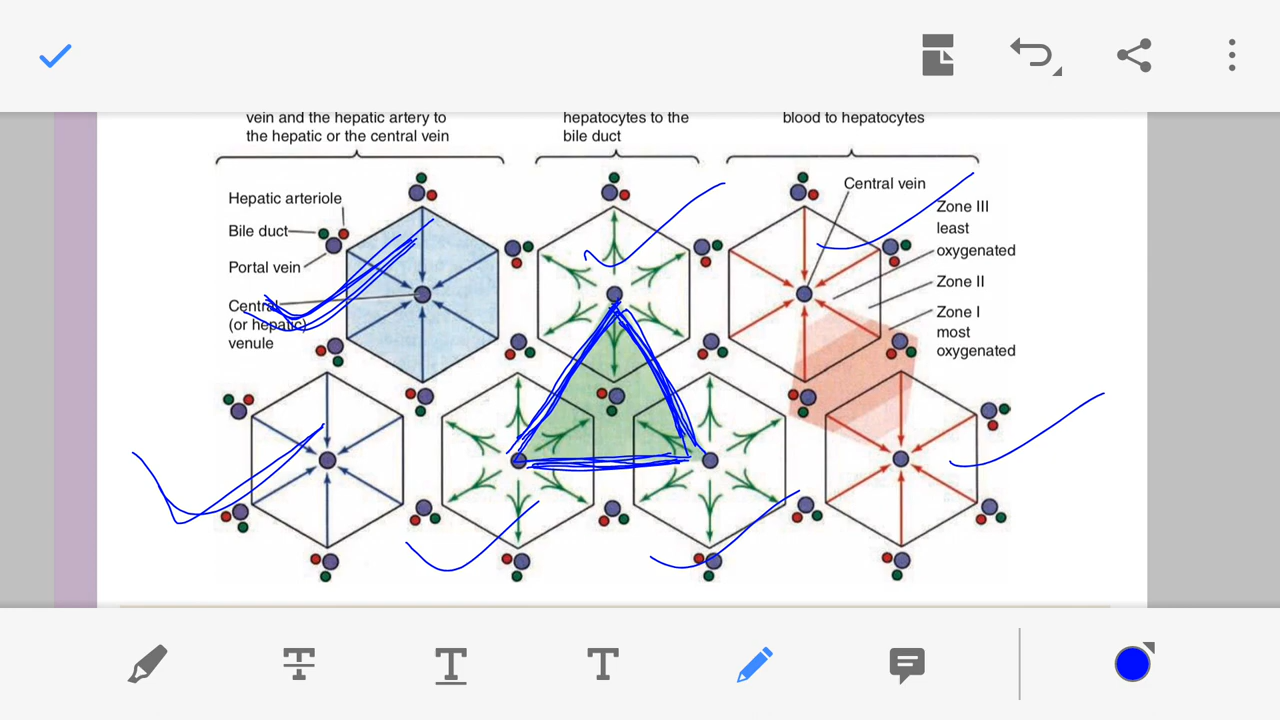 vein and the hepatic artery to
the hepatic or the central vein
hepatocytes to the
bile duct
blood to hepatocytes
Hepatic arteriole
Bile duct
Portal vein
Central
(or hepatic)
venule
Central vein
Zone III
least
oxygenated
Zone II
Zone I
most
oxygenated
T
T
T